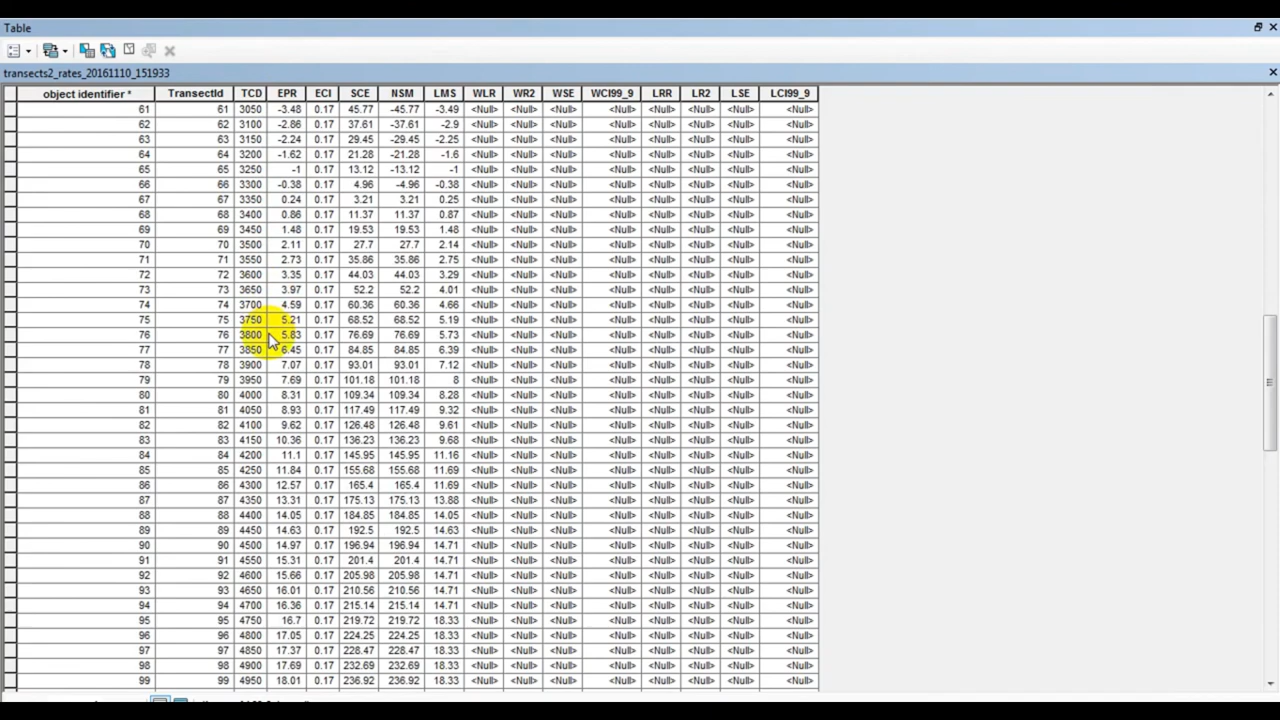 Table
transects2_rates_20161110_151933
object identifier * TransectId TCD EPR ECI SCE NSM LMS WLR WR2 WSE WCI99_9 LRR LR2 LSE LCI99_9
61 61 3050 -3.48 0.17 45.77 -45.77 -3.49 <Null> <Null> <Null> <Null> <Null> <Null> <Null> <Null>
62 62 3100 -2.86 0.17 37.61 -37.61 -2.9 <Null> <Null> <Null> <Null> <Null> <Null> <Null> <Null>
63 63 3150 -2.24 0.17 29.45 -29.45 -2.25 <Null> <Null> <Null> <Null> <Null> <Null> <Null> <Null>
64 64 3200 -1.62 0.17 21.28 -21.28 -1.6 <Null> <Null> <Null> <Null> <Null> <Null> <Null> <Null>
65 65 3250 -1 0.17 13.12 -13.12 -1 <Null> <Null> <Null> <Null> <Null> <Null> <Null> <Null>
66 66 3300 -0.38 0.17 4.96 -4.96 -0.38 <Null> <Null> <Null> <Null> <Null> <Null> <Null> <Null>
67 67 3350 0.24 0.17 3.21 3.21 0.25 <Null> <Null> <Null> <Null> <Null> <Null> <Null> <Null>
68 68 3400 0.86 0.17 11.37 11.37 0.87 <Null> <Null> <Null> <Null> <Null> <Null> <Null> <Null>
69 69 3450 1.48 0.17 19.53 19.53 1.48 <Null> <Null> <Null> <Null> <Null> <Null> <Null> <Null>
70 70 3500 2.11 0.17 27.7 27.7 2.14 <Null> <Null> <Null> <Null> <Null> <Null> <Null> <Null>
71 71 3550 2.73 0.17 35.86 35.86 2.75 <Null> <Null> <Null> <Null> <Null> <Null> <Null> <Null>
72 72 3600 3.35 0.17 44.03 44.03 3.29 <Null> <Null> <Null> <Null> <Null> <Null> <Null> <Null>
73 73 3650 3.97 0.17 52.2 52.2 4.01 <Null> <Null> <Null> <Null> <Null> <Null> <Null> <Null>
74 74 3700 4.59 0.17 60.36 60.36 4.66 <Null> <Null> <Null> <Null> <Null> <Null> <Null> <Null>
75 75 3750 5.21 0.17 68.52 68.52 5.19 <Null> <Null> <Null> <Null> <Null> <Null> <Null> <Null>
76 76 3800 5.83 0.17 76.69 76.69 5.73 <Null> <Null> <Null> <Null> <Null> <Null> <Null> <Null>
77 77 3850 6.45 0.17 84.85 84.85 6.39 <Null> <Null> <Null> <Null> <Null> <Null> <Null> <Null>
78 78 3900 7.07 0.17 93.01 93.01 7.12 <Null> <Null> <Null> <Null> <Null> <Null> <Null> <Null>
79 79 3950 7.69 0.17 101.18 101.18 8 <Null> <Null> <Null> <Null> <Null> <Null> <Null> <Null>
80 80 4000 8.31 0.17 109.34 109.34 8.28 <Null> <Null> <Null> <Null> <Null> <Null> <Null> <Null>
81 81 4050 8.93 0.17 117.49 117.49 9.32 <Null> <Null> <Null> <Null> <Null> <Null> <Null> <Null>
82 82 4100 9.62 0.17 126.48 126.48 9.61 <Null> <Null> <Null> <Null> <Null> <Null> <Null> <Null>
83 83 4150 10.36 0.17 136.23 136.23 9.68 <Null> <Null> <Null> <Null> <Null> <Null> <Null> <Null>
84 84 4200 11.1 0.17 145.95 145.95 11.16 <Null> <Null> <Null> <Null> <Null> <Null> <Null> <Null>
85 85 4250 11.84 0.17 155.68 155.68 11.69 <Null> <Null> <Null> <Null> <Null> <Null> <Null> <Null>
86 86 4300 12.57 0.17 165.4 165.4 11.69 <Null> <Null> <Null> <Null> <Null> <Null> <Null> <Null>
87 87 4350 13.31 0.17 175.13 175.13 13.88 <Null> <Null> <Null> <Null> <Null> <Null> <Null> <Null>
88 88 4400 14.05 0.17 184.85 184.85 14.05 <Null> <Null> <Null> <Null> <Null> <Null> <Null> <Null>
89 89 4450 14.63 0.17 192.5 192.5 14.63 <Null> <Null> <Null> <Null> <Null> <Null> <Null> <Null>
90 90 4500 14.97 0.17 196.94 196.94 14.71 <Null> <Null> <Null> <Null> <Null> <Null> <Null> <Null>
91 91 4550 15.31 0.17 201.4 201.4 14.71 <Null> <Null> <Null> <Null> <Null> <Null> <Null> <Null>
92 92 4600 15.66 0.17 205.98 205.98 14.71 <Null> <Null> <Null> <Null> <Null> <Null> <Null> <Null>
93 93 4650 16.01 0.17 210.56 210.56 14.71 <Null> <Null> <Null> <Null> <Null> <Null> <Null> <Null>
94 94 4700 16.36 0.17 215.14 215.14 14.71 <Null> <Null> <Null> <Null> <Null> <Null> <Null> <Null>
95 95 4750 16.7 0.17 219.72 219.72 18.33 <Null> <Null> <Null> <Null> <Null> <Null> <Null> <Null>
96 96 4800 17.05 0.17 224.25 224.25 18.33 <Null> <Null> <Null> <Null> <Null> <Null> <Null> <Null>
97 97 4850 17.37 0.17 228.47 228.47 18.33 <Null> <Null> <Null> <Null> <Null> <Null> <Null> <Null>
98 98 4900 17.69 0.17 232.69 232.69 18.33 <Null> <Null> <Null> <Null> <Null> <Null> <Null> <Null>
99 99 4950 18.01 0.17 236.92 236.92 18.33 <Null> <Null> <Null> <Null> <Null> <Null> <Null> <Null>